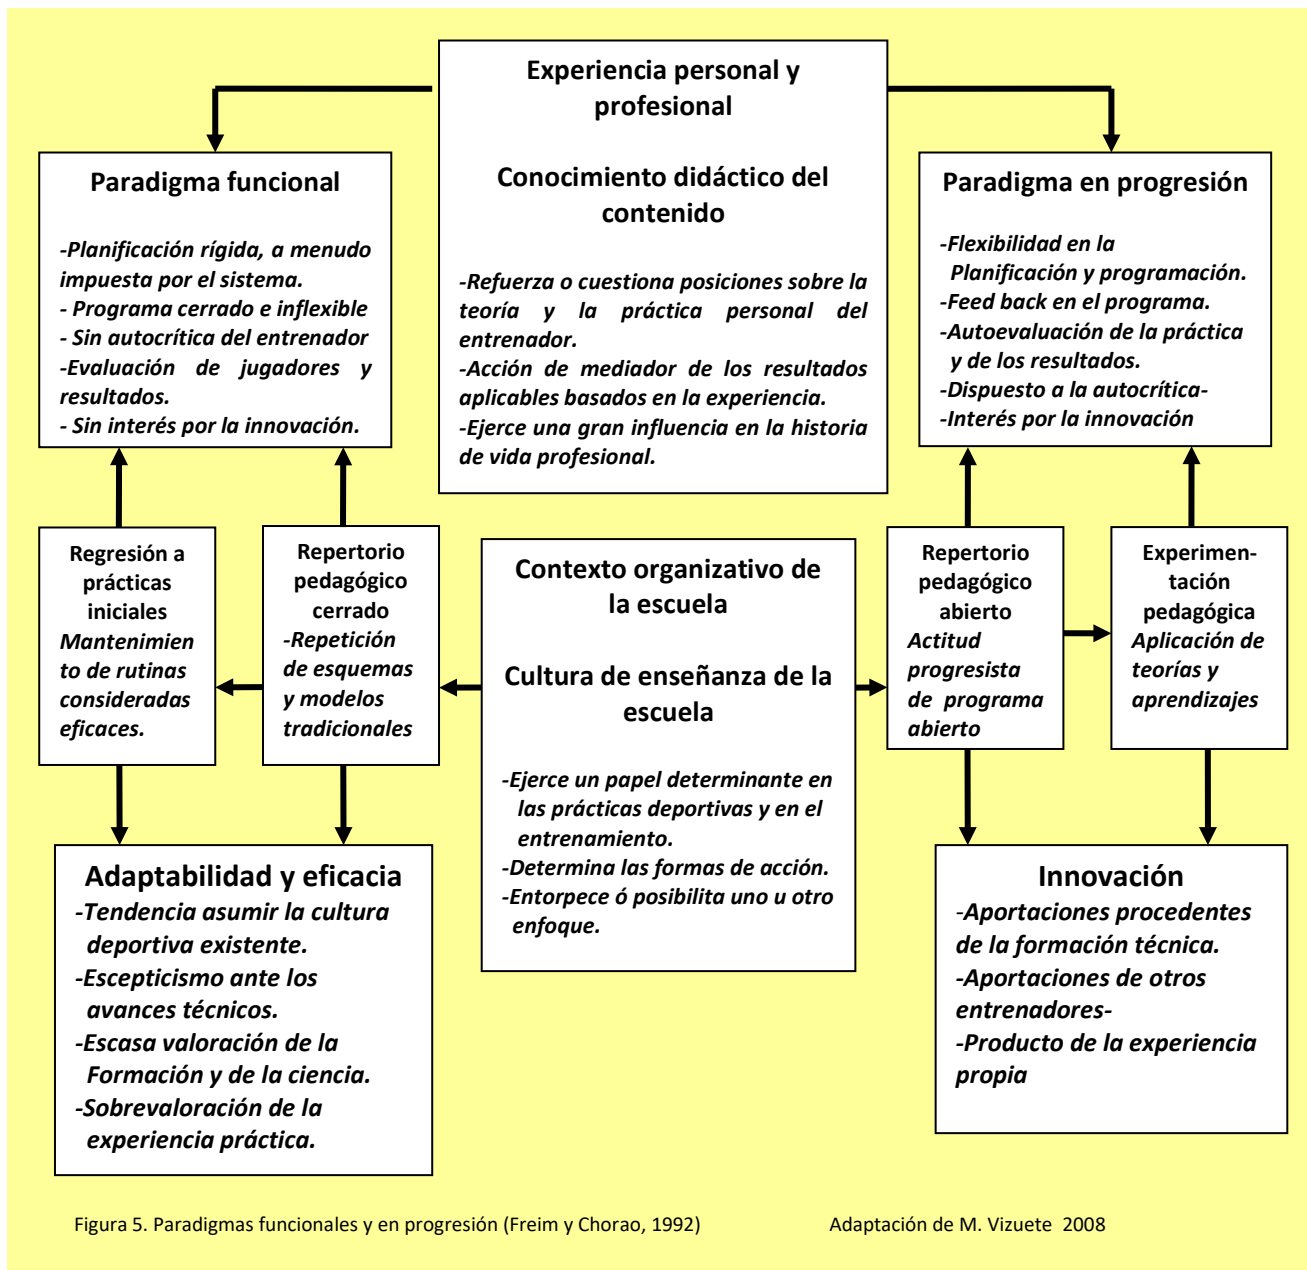 Experiencia personal y
profesional
Conocimiento didáctico del
contenido
-Refuerza o cuestiona posiciones sobre la
teoría y la práctica personal del
entrenador.
-Acción de mediador de los resultados
aplicables basados en la experiencia.
-Ejerce una gran influencia en la historia
de vida profesional.
Paradigma funcional
-Planificación rígida, a menudo
impuesta por el sistema.
- Programa cerrado e inflexible
- Sin autocrítica del entrenador
-Evaluación de jugadores y
resultados.
- Sin interés por la innovación.
Paradigma en progresión
-Flexibilidad en la
Planificación y programación.
-Feed back en el programa.
-Autoevaluación de la práctica
y de los resultados.
-Dispuesto a la autocrítica-
-Interés por la innovación
Regresión a
prácticas
iniciales
Mantenimien
to de rutinas
consideradas
eficaces.
Repertorio
pedagógico
cerrado
-Repetición
de esquemas
y modelos
tradicionales
Contexto organizativo de
la escuela
Cultura de enseñanza de la
escuela
-Ejerce un papel determinante en
las prácticas deportivas y en el
entrenamiento.
-Determina las formas de acción.
-Entorpece ó posibilita uno u otro
enfoque.
Repertorio
pedagógico
abierto
Actitud
progresista
de programa
abierto
Experimen-
tación
pedagógica
Aplicación de
teorías y
aprendizajes
Adaptabilidad y eficacia
-Tendencia asumir la cultura
deportiva existente.
-Escepticismo ante los
avances técnicos.
-Escasa valoración de la
Formación y de la ciencia.
-Sobrevaloración de la
experiencia práctica.
Innovación
-Aportaciones procedentes
de la formación técnica.
-Aportaciones de otros
entrenadores-
-Producto de la experiencia
propia
Figura 5. Paradigmas funcionales y en progresión (Freim y Chorao, 1992) Adaptación de M. Vizuete 2008